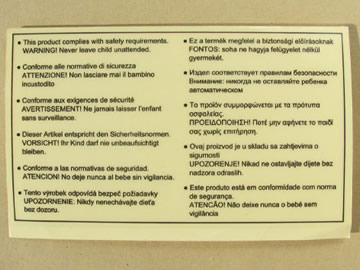 • This product complies with safety requirements.
WARNING! Never leave child unattended.
• Conforme alle normative di sicurezza
ATTENZIONE! Non lasciare mai il bambino
incustodito
• Conforme aux exigences de sécurité
AVERTISSEMENT! Ne jamais laisser l'enfant
sans surveillance.
• Dieser Artikel entspricht den Sicherheitsnormen.
VORSICHT! Ihr Kind darf nie unbeaufsichtigt
bleiben.
• Conforme a las normativas de seguridad.
ATENCION! No deje nunca al bebe sin vigilancia.
• Tento výrobek odpovídá bezpeč požadavky
UPOZORNENIE. Nikdy nenechávejte dieťa
bez dozoru.
• Ez a termék megfelel a biztonsági előírásoknak
FONTOS: soha ne hagyja felügyelet nélkül
gyermekét.
• Издел соответствует правилам безопасности
Внимание: никогда не оставляйте ребенка
автоматическом
• Το προϊόν συμμορφώνεται με τα πρότυπα
ασφαλείας.
ΠΡΟΕΙΔΟΠΟΙΗΣΗ! Ποτέ μην αφήνετε το παιδί
σας χωρίς επιτήρηση.
• Ovaj proizvod je u skladu sa zahtjevima o
sigurnosti
UPOZORENJE! Nikad ne ostavljajte dijete bez
nadzora odraslih.
• Este produto está em conformidade com norma
de segurança.
ATENCÃO! Não deixe nunca o bebê sem
vigilância